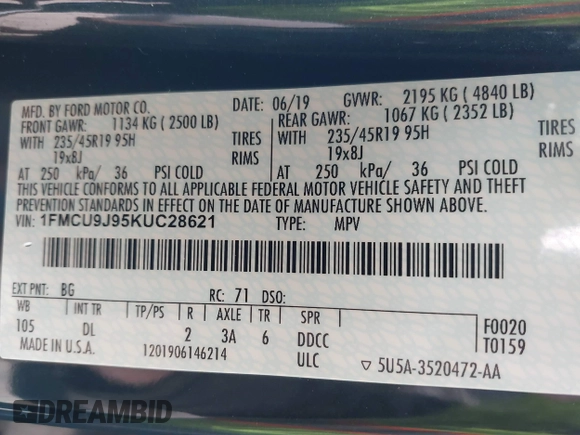 MFD. BY FORD MOTOR CO. DATE: 06/19 GVWR: 2195 KG ( 4840 LB)
FRONT GAWR: 1134 KG ( 2500 LB) REAR GAWR: 1067 KG ( 2352 LB)
WITH 235/45R19 95H TIRES WITH 235/45R19 95H TIRES
19x8J RIMS 19x8J RIMS
AT 250 kPa/ 36 PSI COLD AT 250 kPa/ 36 PSI COLD
THIS VEHICLE CONFORMS TO ALL APPLICABLE FEDERAL MOTOR VEHICLE SAFETY AND THEFT
PREVENTION STANDARDS IN EFFECT ON THE DATE OF MANUFACTURE SHOWN ABOVE.
VIN: 1FMCU9J95KUC28621 TYPE: MPV
EXT PNT: BG RC: 71 DSO:
WB INT TR TP/PS R AXLE TR SPR
105 DL 2 3A 6 DDCC F0020
MADE IN U.S.A. 1201906146214 ULC T0159
▽ 5U5A-3520472-AA
DREAMBID